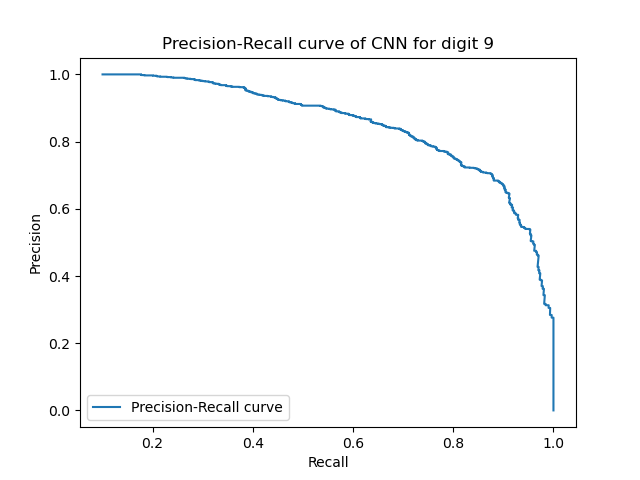 Precision-Recall curve of CNN for digit 9
1.0
0.8
0.6
0.4
0.2
0.0
Precision
Precision-Recall curve
0.2 0.4 0.6 0.8 1.0
Recall